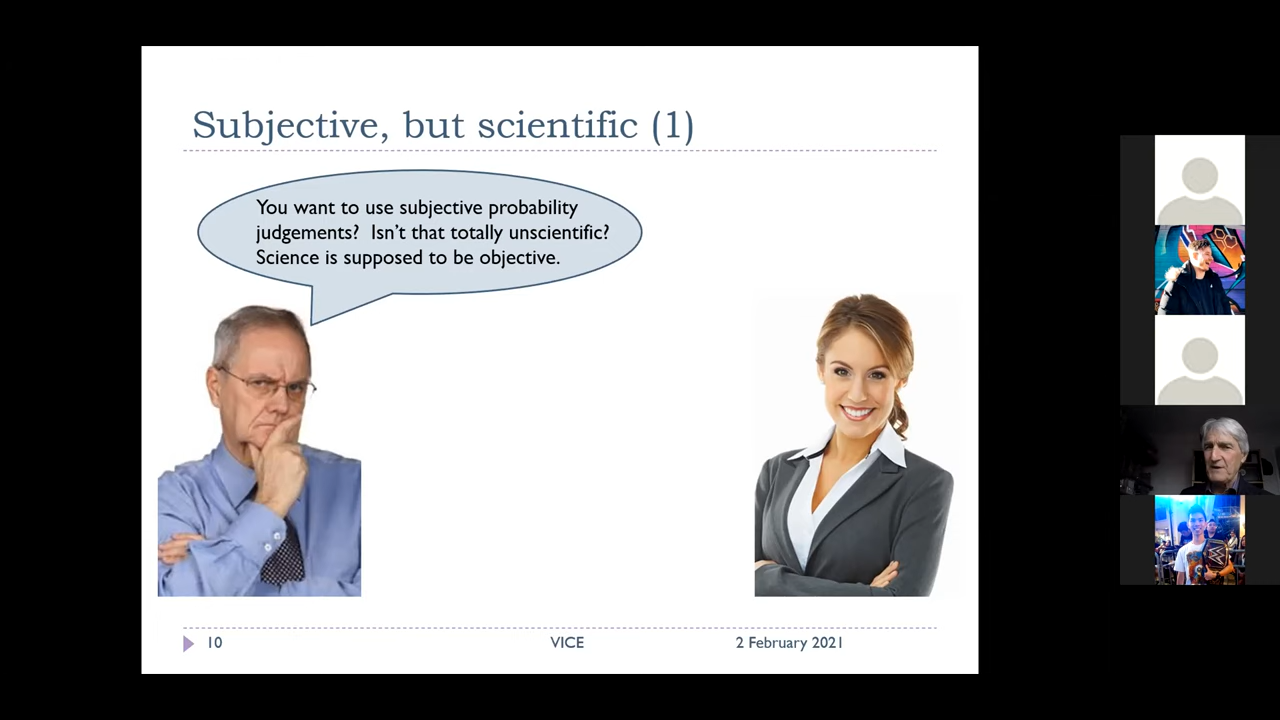 Subjective, but scientific (1)
You want to use subjective probability
judgements? Isn't that totally unscientific?
Science is supposed to be objective.
10 VICE 2 February 2021